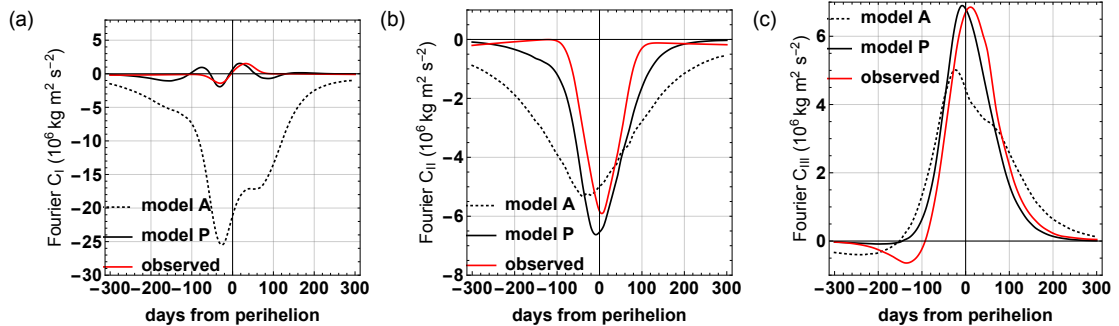 (a)
Fourier C_I (10^6 kg m^2 s^-2)
5
0
−5
−10
−15
−20
−25
−30
model A
model P
observed
−300 −200 −100 0 100 200 300
days from perihelion
(b)
Fourier C_II (10^6 kg m^2 s^-2)
0
−2
−4
−6
−8
model A
model P
observed
−300 −200 −100 0 100 200 300
days from perihelion
(c)
Fourier C_III (10^6 kg m^2 s^-2)
6
4
2
0
model A
model P
observed
−300 −200 −100 0 100 200 300
days from perihelion